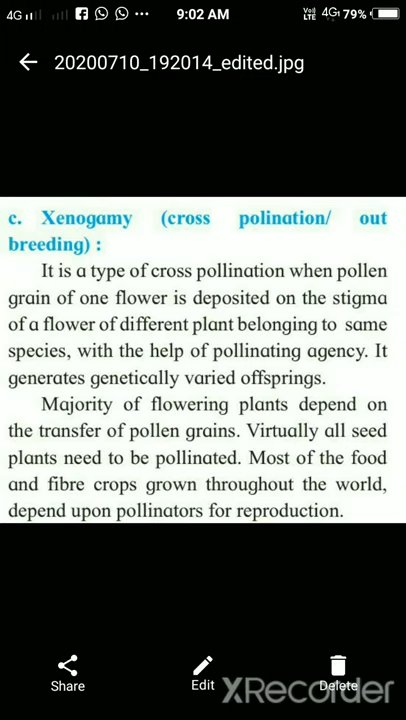 4G 9:02 AM VoJ) LTE 4G 79%
20200710_192014_edited.jpg
c. Xenogamy (cross polination/ out
breeding) :
It is a type of cross pollination when pollen
grain of one flower is deposited on the stigma
of a flower of different plant belonging to same
species, with the help of pollinating agency. It
generates genetically varied offsprings.
Majority of flowering plants depend on
the transfer of pollen grains. Virtually all seed
plants need to be pollinated. Most of the food
and fibre crops grown throughout the world,
depend upon pollinators for reproduction.
Share Edit Delete
XRecorder